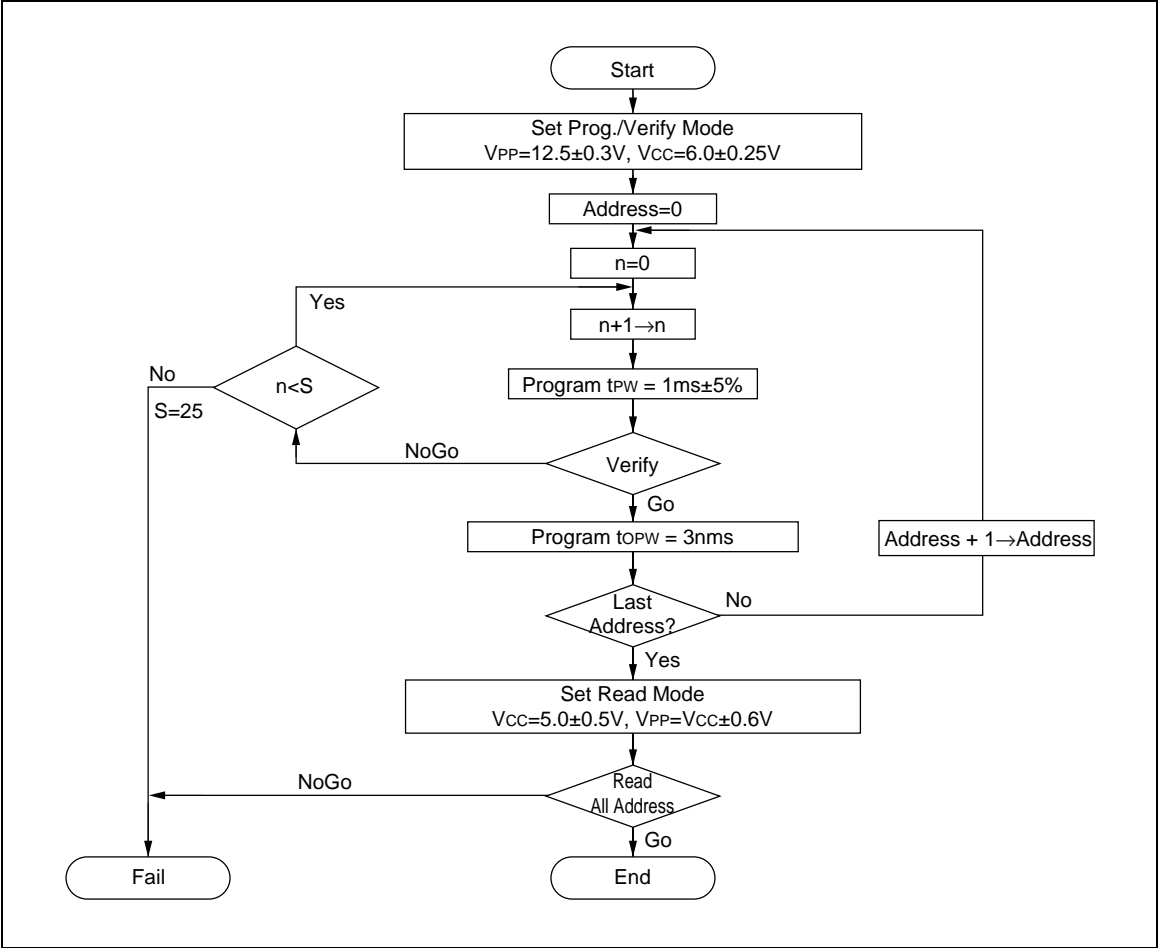 Start
Set Prog./Verify Mode
VPP=12.5±0.3V, VCC=6.0±0.25V
Address=0
n=0
Yes
n+1→n
No
n<S
S=25
Program tPW = 1ms±5%
NoGo
Verify
Go
Program tOPW = 3nms
Address + 1→Address
Last
Address?
No
Yes
Set Read Mode
VCC=5.0±0.5V, VPP=VCC±0.6V
NoGo
Read
All Address
Go
Fail
End